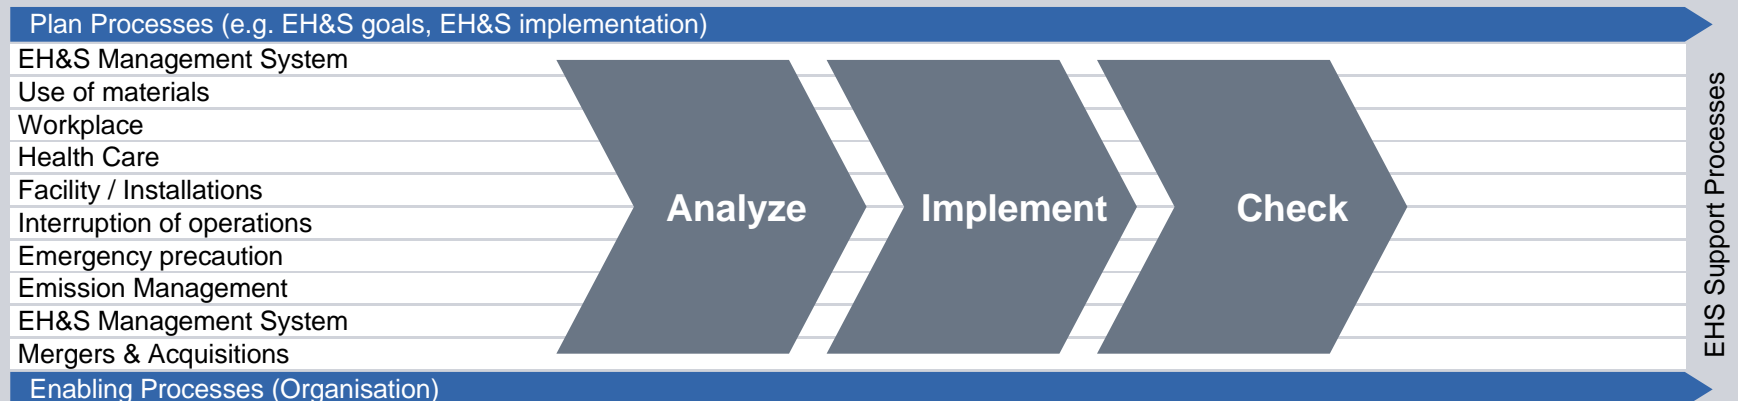 Plan Processes (e.g. EH&S goals, EH&S implementation)
EH&S Management System
Use of materials
Workplace
Health Care
Facility / Installations
Interruption of operations
Emergency precaution
Emission Management
EH&S Management System
Mergers & Acquisitions
Analyze
Implement
Check
EHS Support Processes
Enabling Processes (Organisation)